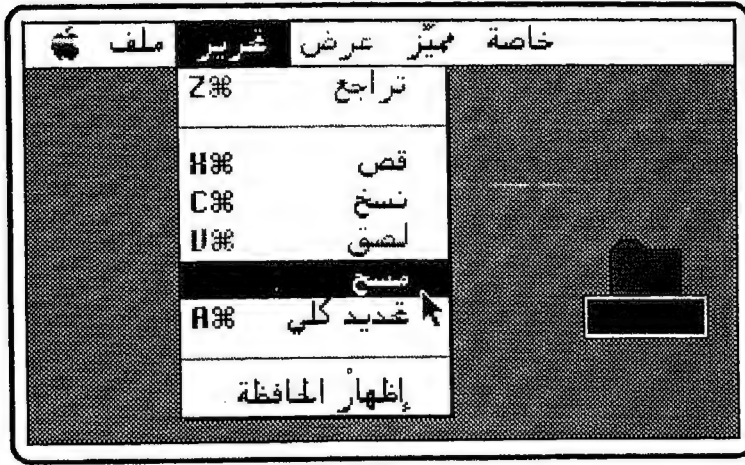 ملف تحرير عرض مميّز خاصة
تراجع ⌘Z
قص ⌘X
نسخ ⌘C
لصق ⌘V
مسح
تحديد كلي ⌘A
إظهار الحافظة